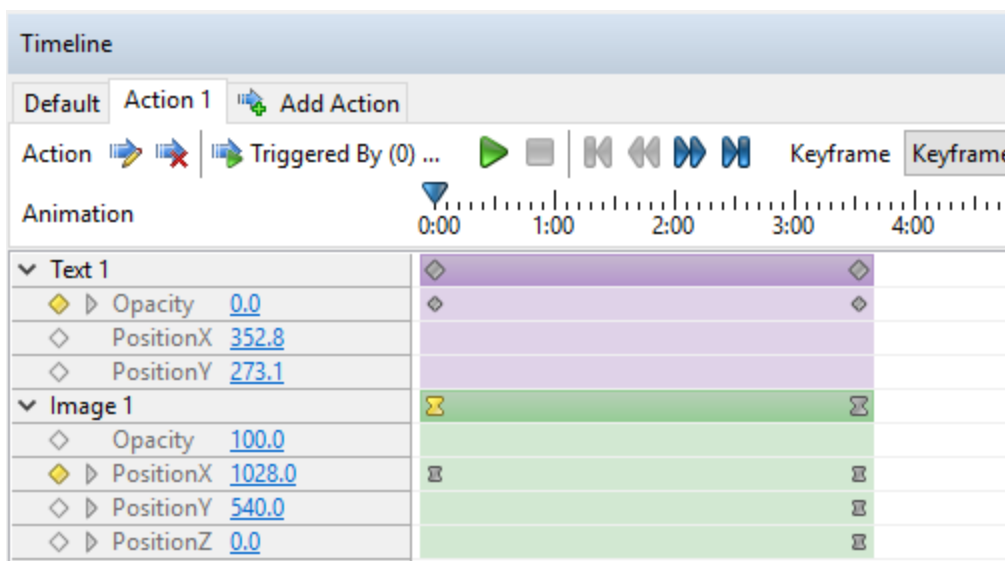 Timeline
Default Action 1 Add Action
Action Triggered By (0) ... Keyframe Keyframe
Animation 0:00 1:00 2:00 3:00 4:00
Text 1
Opacity 0.0
PositionX 352.8
PositionY 273.1
Image 1
Opacity 100.0
PositionX 1028.0
PositionY 540.0
PositionZ 0.0